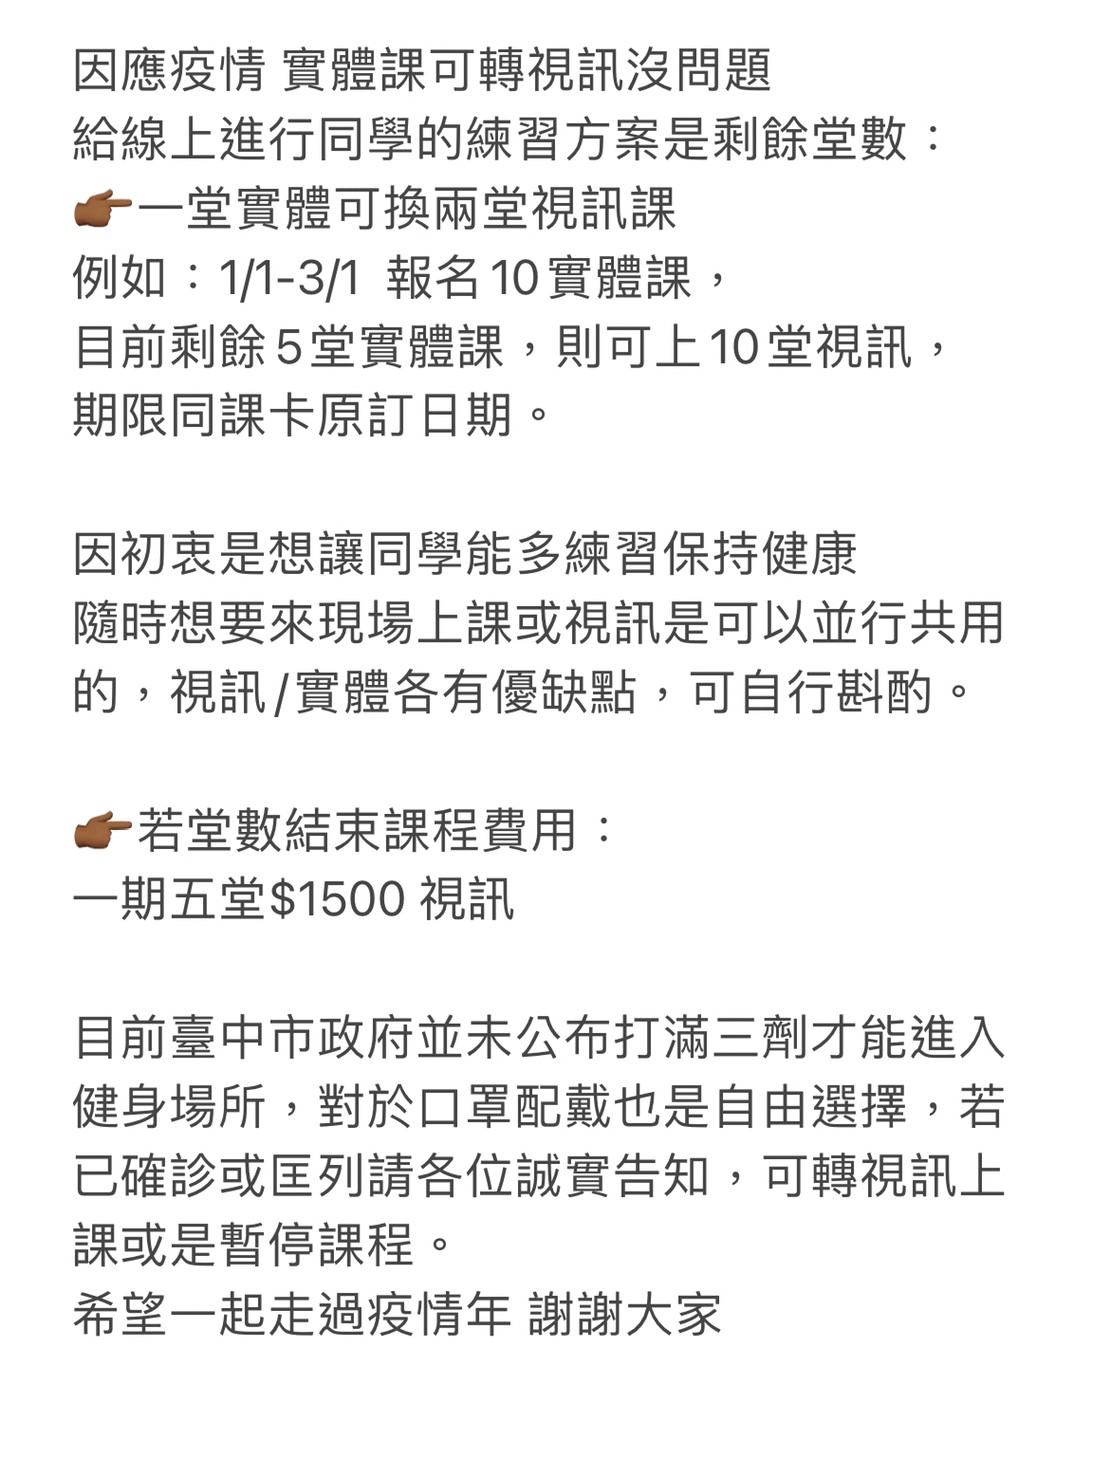 因應疫情 實體課可轉視訊沒問題
給線上進行同學的練習方案是剩餘堂數：
👉🏾一堂實體可換兩堂視訊課
例如：1/1-3/1 報名10實體課，
目前剩餘5堂實體課，則可上10堂視訊，
期限同課卡原訂日期。
因初衷是想讓同學能多練習保持健康
隨時想要來現場上課或視訊是可以並行共用
的，視訊/實體各有優缺點，可自行斟酌。
👉🏾若堂數結束課程費用：
一期五堂$1500 視訊
目前臺中市政府並未公布打滿三劑才能進入
健身場所，對於口罩配戴也是自由選擇，若
已確診或匡列請各位誠實告知，可轉視訊上
課或是暫停課程。
希望一起走過疫情年 謝謝大家